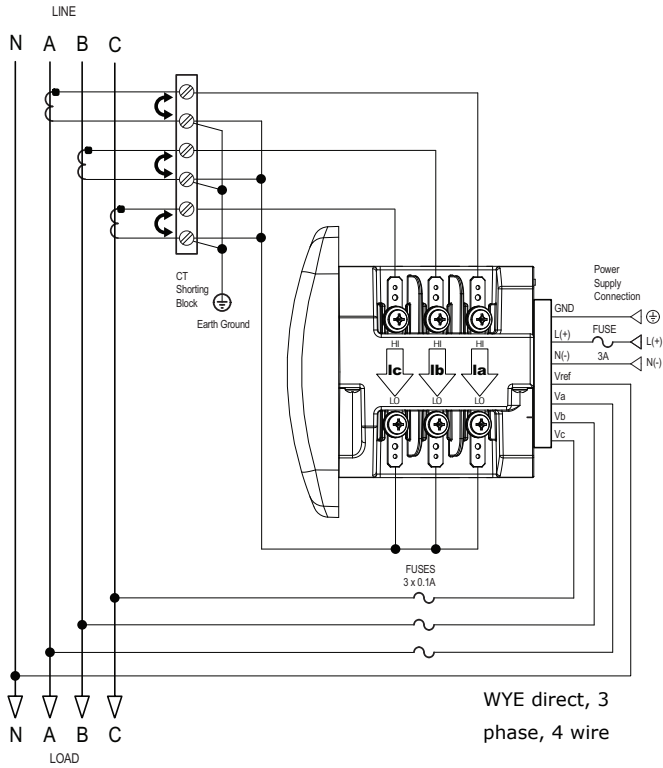 LINE
N A B C
CT
Shorting
Block
Earth Ground
Power
Supply
Connection
GND
L(+)
FUSE
L(+)
N(-)
3A
N(-)
Vref
Va
Vb
Vc
HI HI HI
Ic Ib Ia
LO LO LO
FUSES
3 x 0.1A
WYE direct, 3
phase, 4 wire
N A B C
LOAD